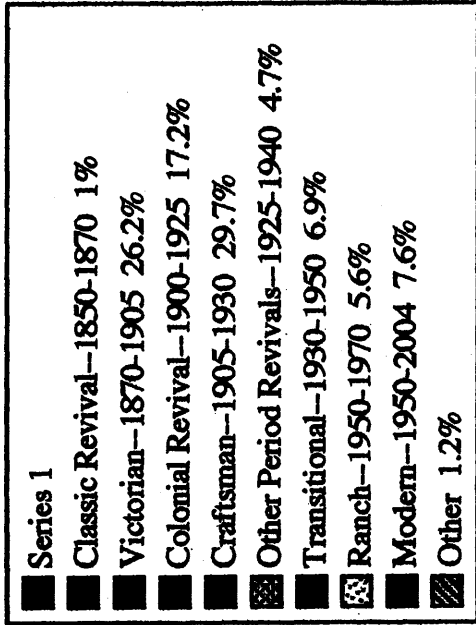 Series 1
Classic Revival--1850-1870 1%
Victorian--1870-1905 26.2%
Colonial Revival--1900-1925 17.2%
Craftsman--1905-1930 29.7%
Other Period Revivals--1925-1940 4.7%
Transitional--1930-1950 6.9%
Ranch--1950-1970 5.6%
Modern--1950-2004 7.6%
Other 1.2%